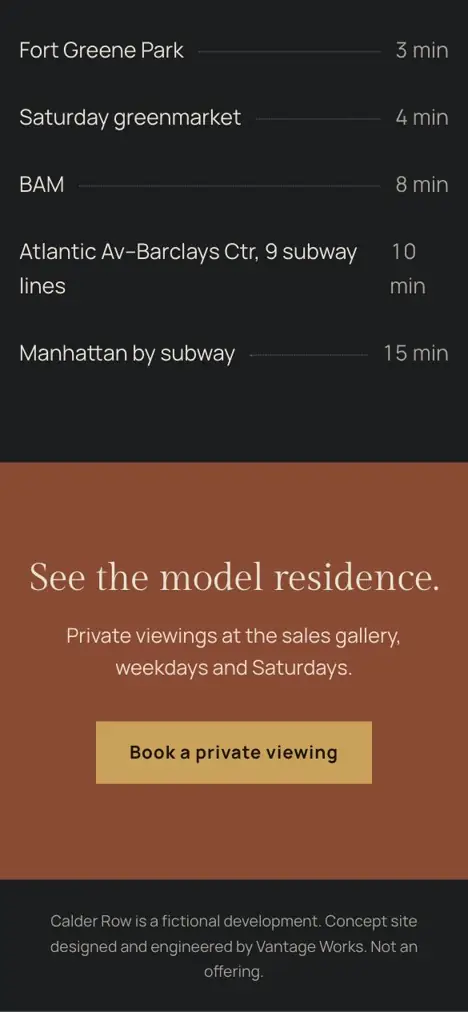 Fort Greene Park 3 min
Saturday greenmarket 4 min
BAM 8 min
Atlantic Av–Barclays Ctr, 9 subway 10
lines min
Manhattan by subway 15 min
See the model residence.
Private viewings at the sales gallery,
weekdays and Saturdays.
Book a private viewing
Calder Row is a fictional development. Concept site
designed and engineered by Vantage Works. Not an
offering.